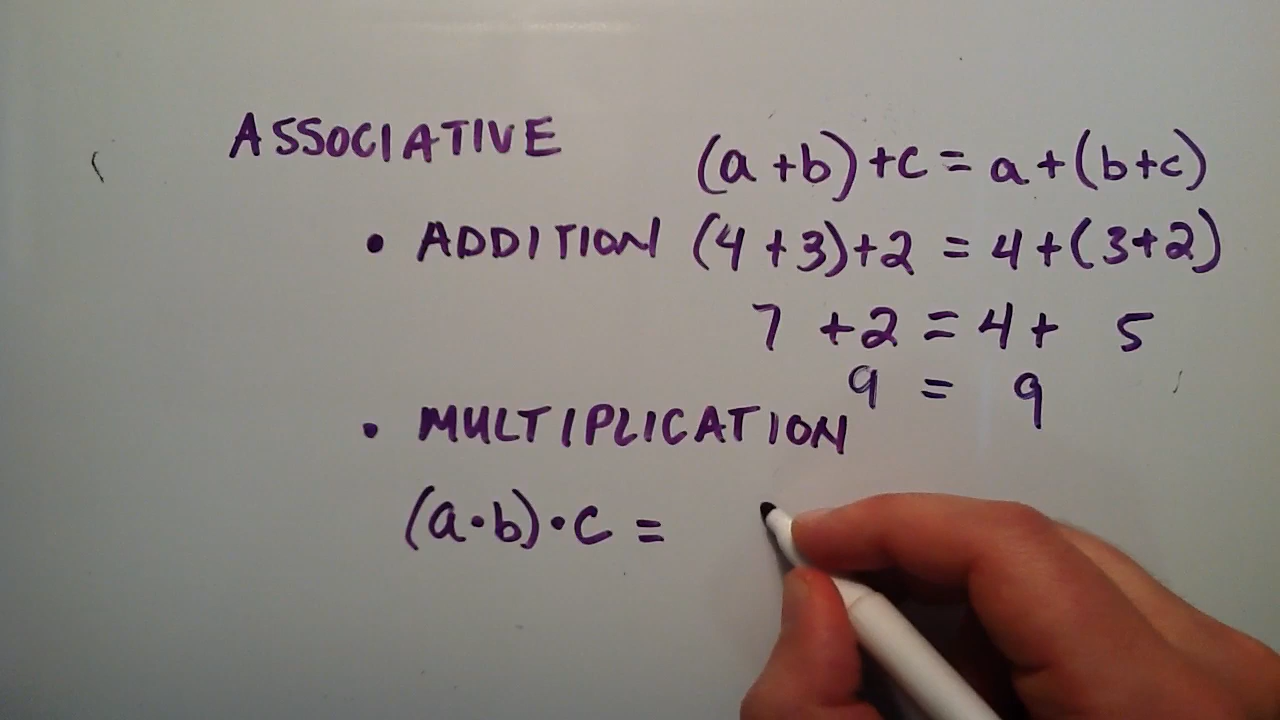 ASSOCIATIVE
(a+b)+c=a+(b+c)
• ADDITION (4+3)+2=4+(3+2)
7+2=4+ 5
9 = 9
• MULTIPLICATION
(a•b)•c=